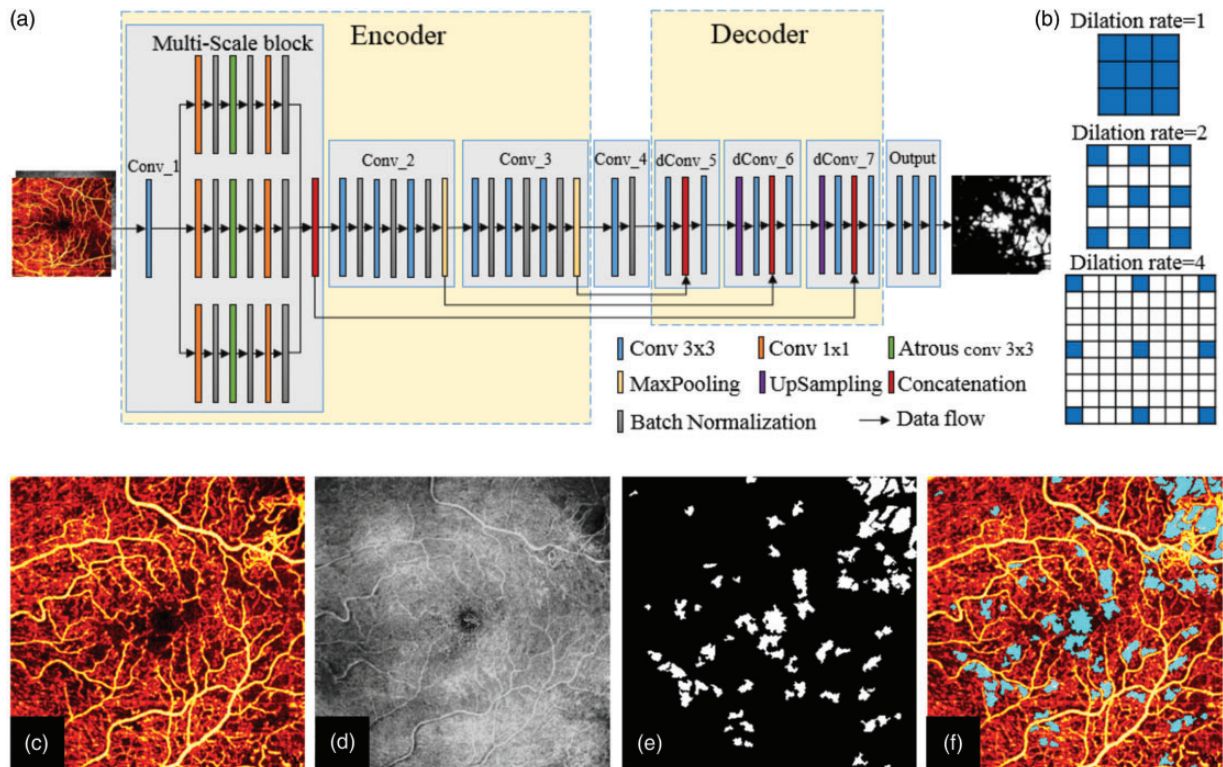 (a)
Encoder
Decoder
(b)
Multi-Scale block
Dilation rate=1
Dilation rate=2
Dilation rate=4
Conv_1
Conv_2
Conv_3
Conv_4
dConv_5
dConv_6
dConv_7
Output
Conv 3x3
Conv 1x1
Atrous conv 3x3
MaxPooling
UpSampling
Concatenation
Batch Normalization
Data flow
(c)
(d)
(e)
(f)